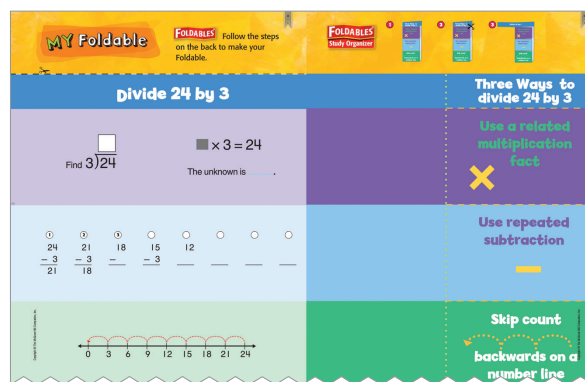 MY Foldable
FOLDABLES Follow the steps
on the back to make your
Foldable.
FOLDABLES
Study Organizer
1 2 3
Divide 24 by 3
Three Ways to
divide 24 by 3
Find 3)24
■ × 3 = 24
The unknown is
Use a related
multiplication
fact
×
1 2 3
24 21 18 15 12
− 3 − 3 − − 3
21 18
Use repeated
subtraction
−
0 3 6 9 12 15 18 21 24
Skip count
backwards on a
number line